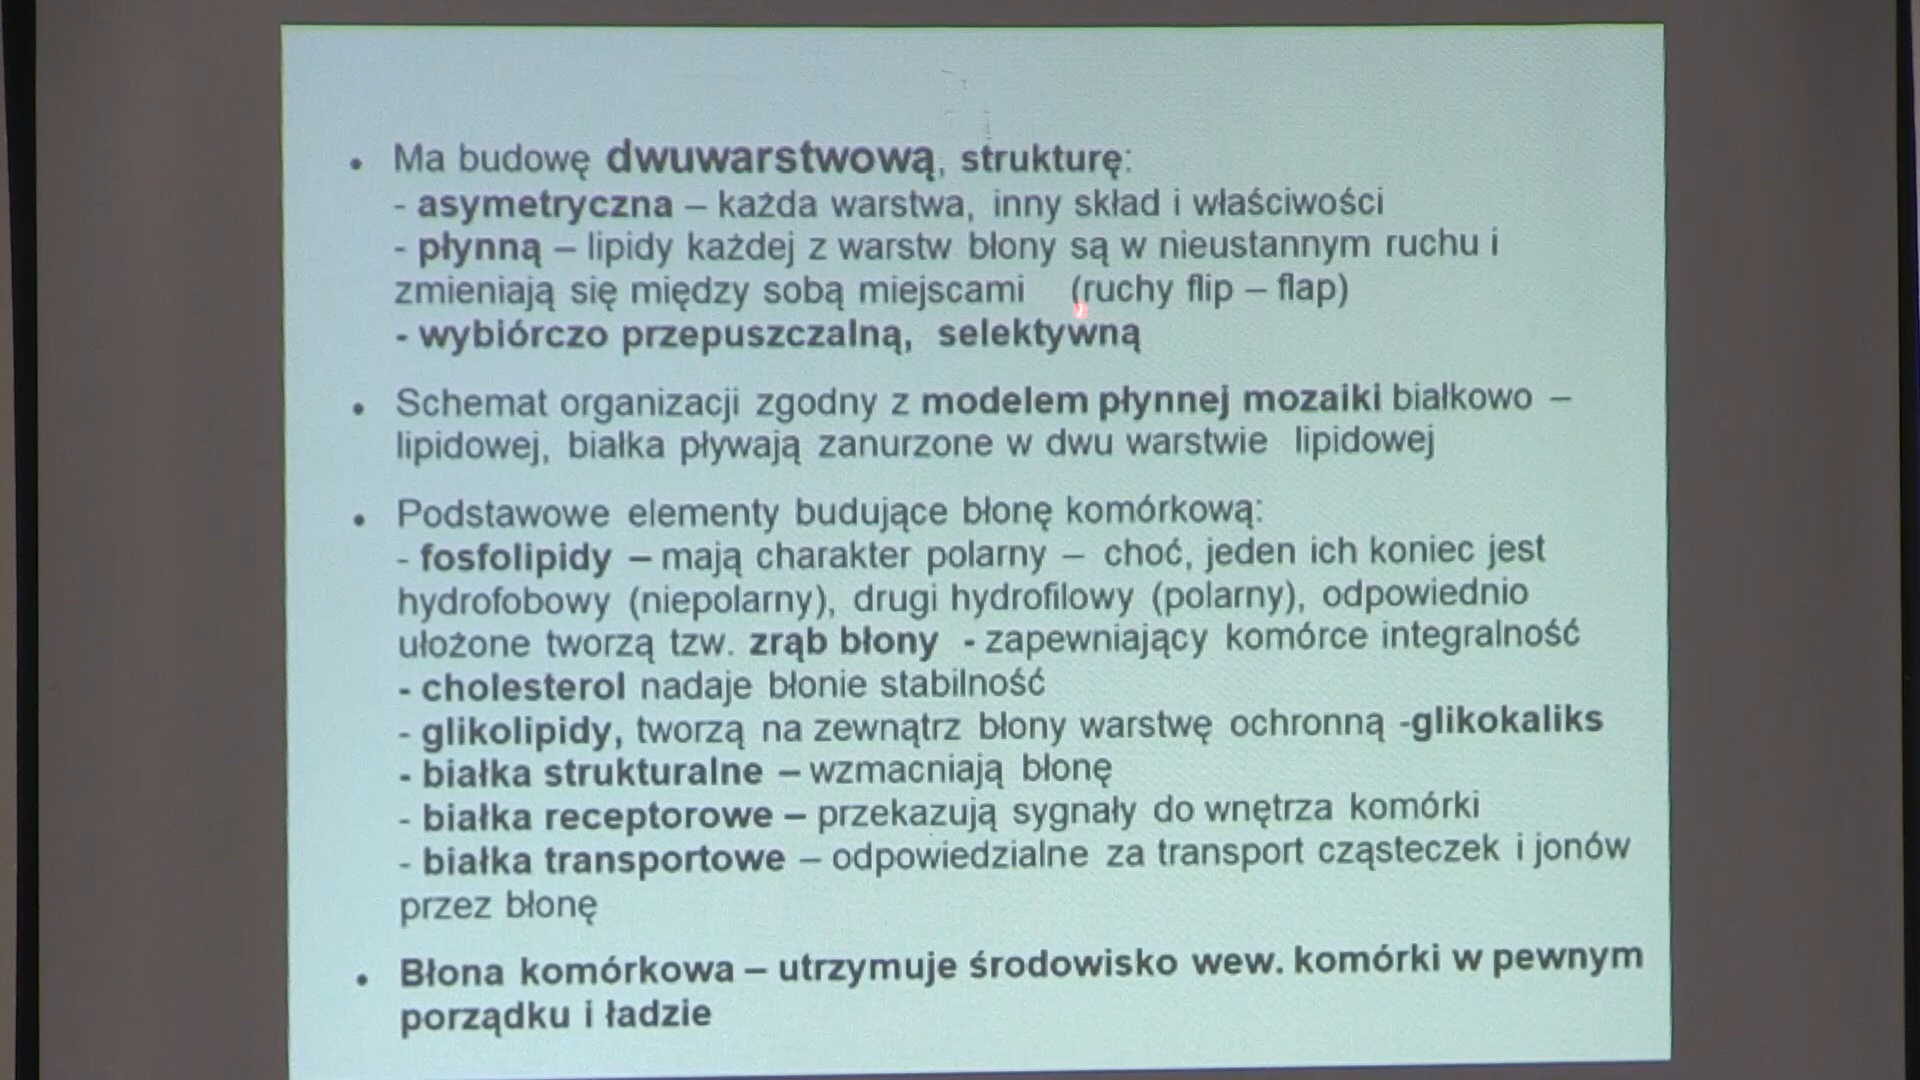 • Ma budowę dwuwarstwową, strukturę:
- asymetryczna – każda warstwa, inny skład i właściwości
- płynną – lipidy każdej z warstw błony są w nieustannym ruchu i
zmieniają się między sobą miejscami (ruchy flip – flap)
- wybiórczo przepuszczalną, selektywną
• Schemat organizacji zgodny z modelem płynnej mozaiki białkowo –
lipidowej, białka pływają zanurzone w dwu warstwie lipidowej
• Podstawowe elementy budujące błonę komórkową:
- fosfolipidy – mają charakter polarny – choć, jeden ich koniec jest
hydrofobowy (niepolarny), drugi hydrofilowy (polarny), odpowiednio
ułożone tworzą tzw. zrąb błony - zapewniający komórce integralność
- cholesterol nadaje błonie stabilność
- glikolipidy, tworzą na zewnątrz błony warstwę ochronną -glikokaliks
- białka strukturalne – wzmacniają błonę
- białka receptorowe – przekazują sygnały do wnętrza komórki
- białka transportowe – odpowiedzialne za transport cząsteczek i jonów
przez błonę
• Błona komórkowa – utrzymuje środowisko wew. komórki w pewnym
porządku i ładzie